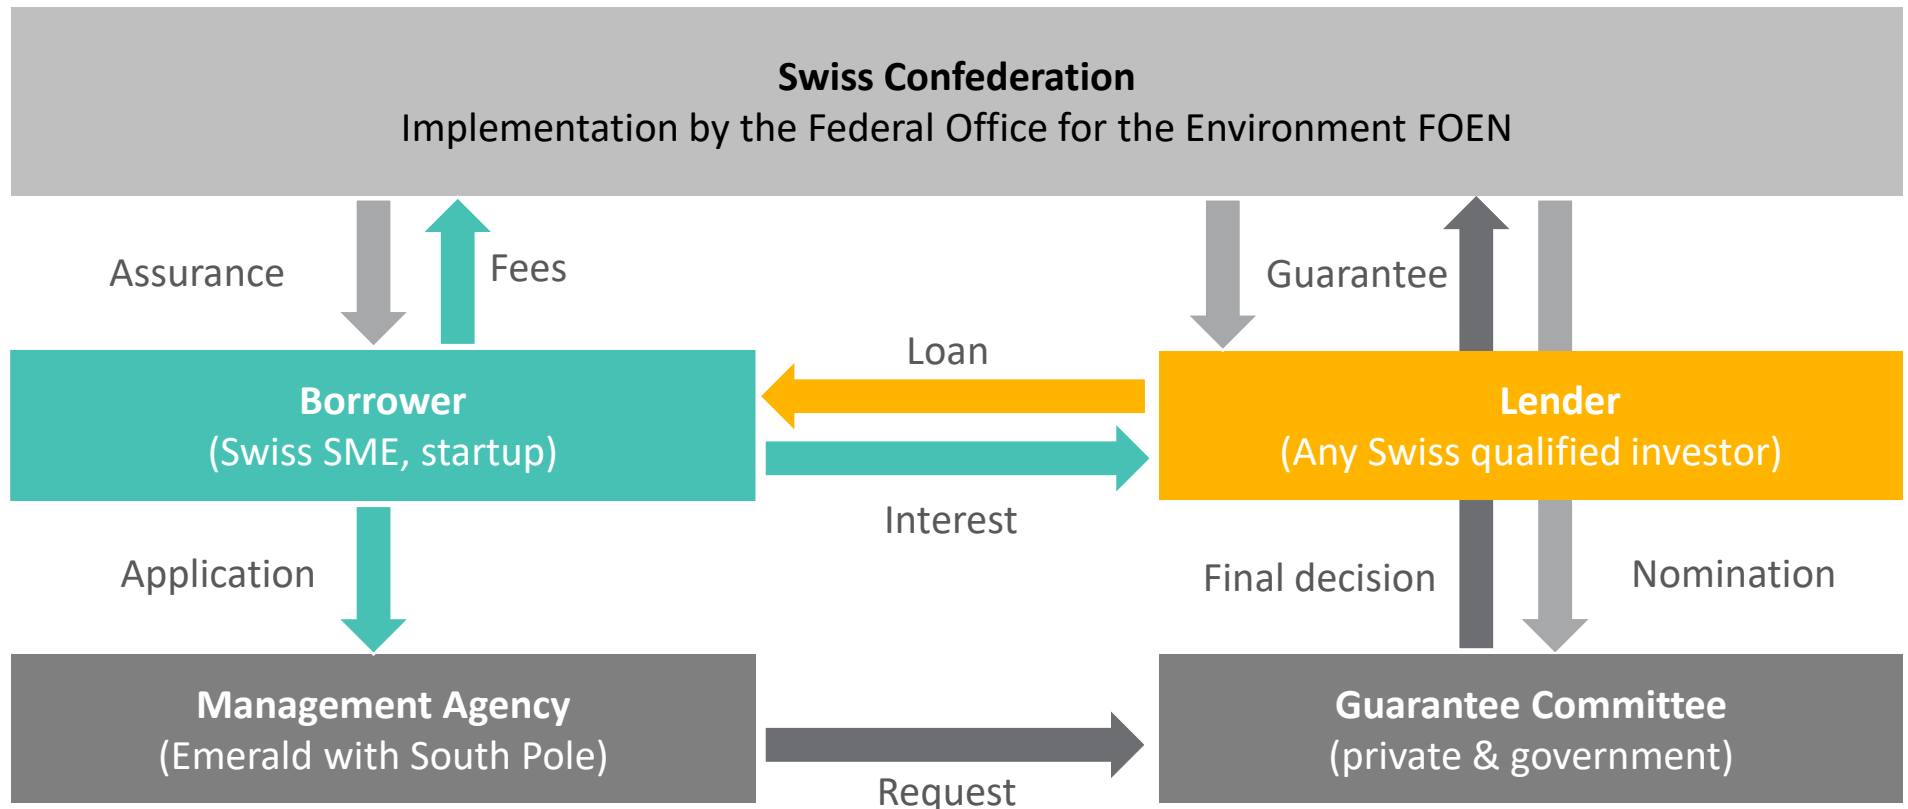 Swiss Confederation
Implementation by the Federal Office for the Environment FOEN
Assurance
Fees
Guarantee
Loan
Borrower
(Swiss SME, startup)
Lender
(Any Swiss qualified investor)
Interest
Application
Final decision
Nomination
Management Agency
(Emerald with South Pole)
Guarantee Committee
(private & government)
Request